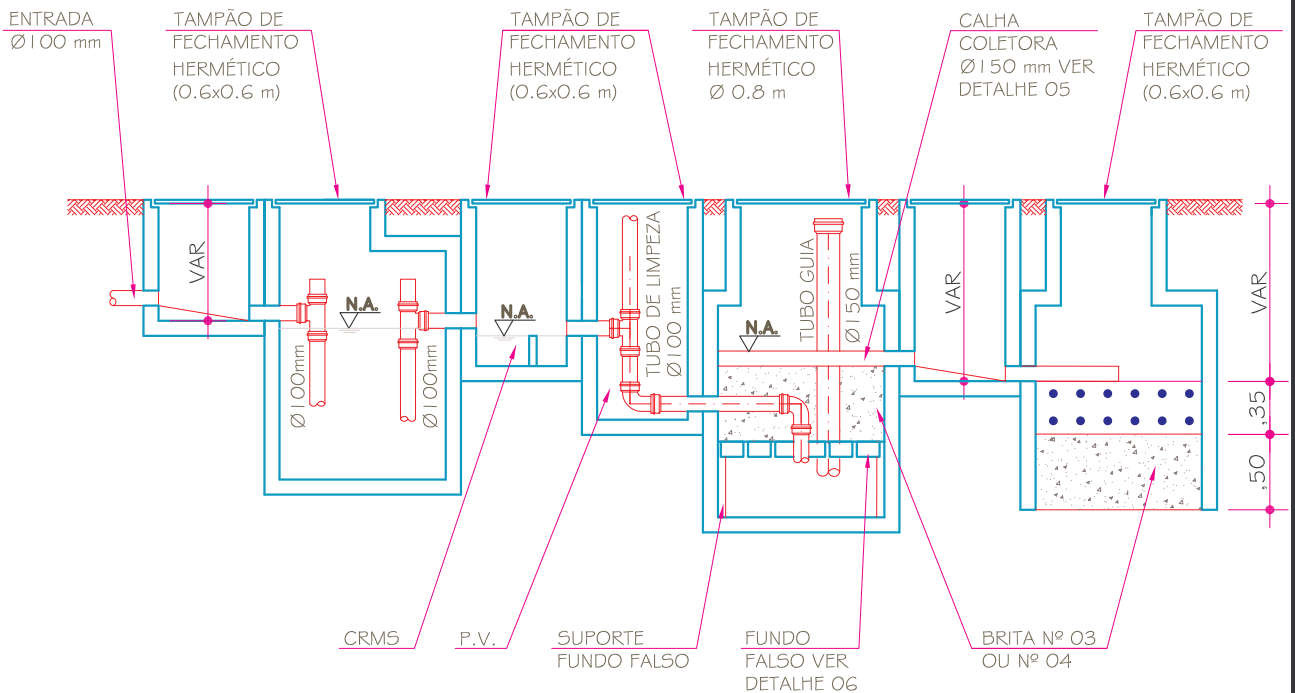 ENTRADA
Ø100 mm
TAMPÃO DE
FECHAMENTO
HERMÉTICO
(0.6x0.6 m)
TAMPÃO DE
FECHAMENTO
HERMÉTICO
(0.6x0.6 m)
TAMPÃO DE
FECHAMENTO
HERMÉTICO
Ø 0.8 m
CALHA
COLETORA
Ø150 mm VER
DETALHE 05
TAMPÃO DE
FECHAMENTO
HERMÉTICO
(0.6x0.6 m)
VAR
N.A.
Ø100mm
Ø100mm
N.A.
TUBO DE LIMPEZA
Ø100 mm
N.A.
TUBO GUIA
Ø150 mm
VAR
VAR
,35
,50
CRMS
P.V.
SUPORTE
FUNDO FALSO
FUNDO
FALSO VER
DETALHE 06
BRITA Nº 03
OU Nº 04